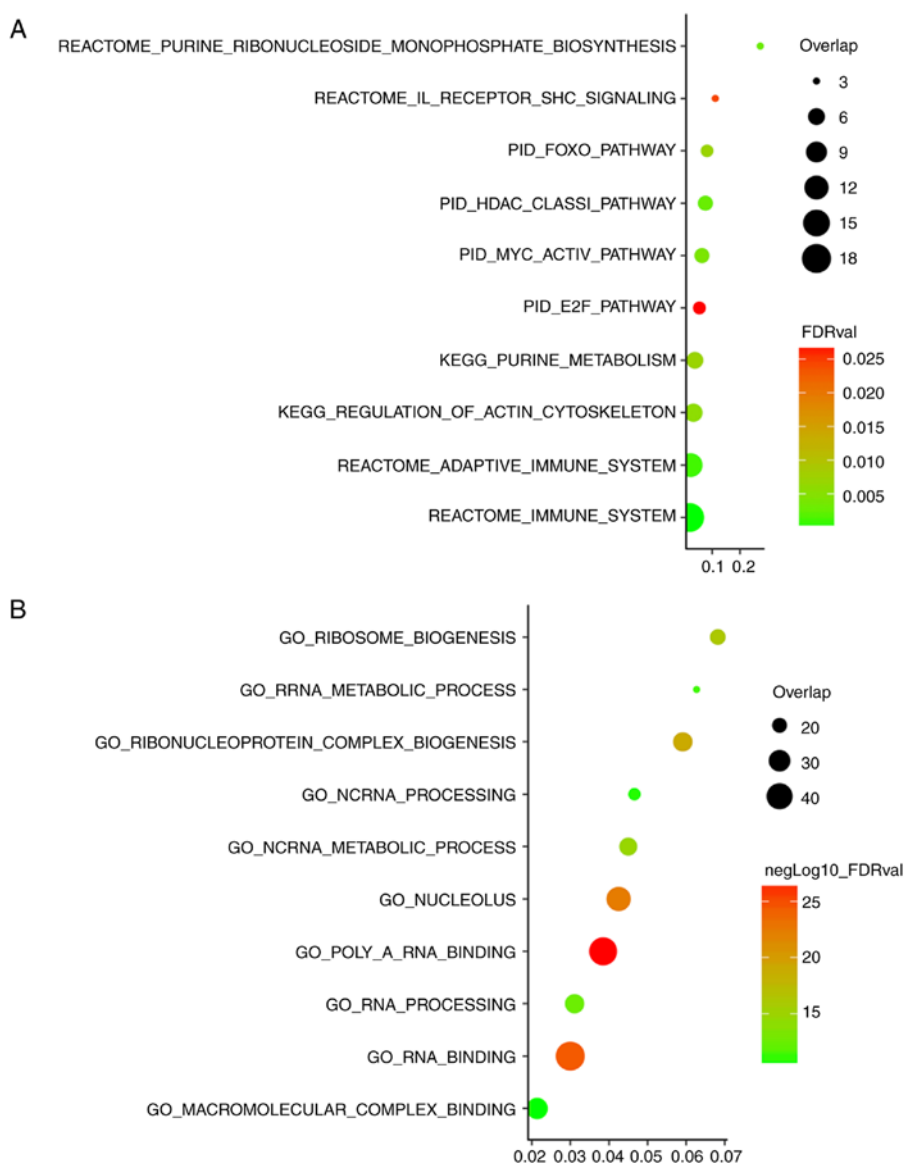 A
REACTOME_PURINE_RIBONUCLEOSIDE_MONOPHOSPHATE_BIOSYNTHESIS
REACTOME_IL_RECEPTOR_SHC_SIGNALING
PID_FOXO_PATHWAY
PID_HDAC_CLASSI_PATHWAY
PID_MYC_ACTIV_PATHWAY
PID_E2F_PATHWAY
KEGG_PURINE_METABOLISM
KEGG_REGULATION_OF_ACTIN_CYTOSKELETON
REACTOME_ADAPTIVE_IMMUNE_SYSTEM
REACTOME_IMMUNE_SYSTEM
0.1 0.2
Overlap
3
6
9
12
15
18
FDRval
0.025
0.020
0.015
0.010
0.005
B
GO_RIBOSOME_BIOGENESIS
GO_RRNA_METABOLIC_PROCESS
GO_RIBONUCLEOPROTEIN_COMPLEX_BIOGENESIS
GO_NCRNA_PROCESSING
GO_NCRNA_METABOLIC_PROCESS
GO_NUCLEOLUS
GO_POLY_A_RNA_BINDING
GO_RNA_PROCESSING
GO_RNA_BINDING
GO_MACROMOLECULAR_COMPLEX_BINDING
0.02 0.03 0.04 0.05 0.06 0.07
Overlap
20
30
40
negLog10_FDRval
25
20
15